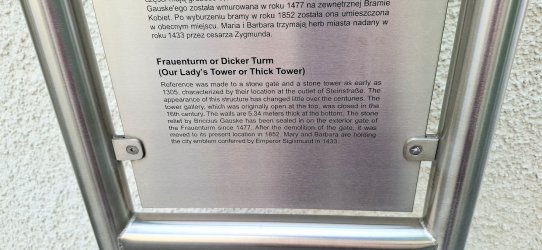 Gauske'ego została wmurowana w roku 1477 na zewnętrznej Bramie
Kobiet. Po wyburzeniu bramy w roku 1852 została ona umieszczona
w obecnym miejscu. Maria i Barbara trzymają herb miasta nadany w
roku 1433 przez cesarza Zygmunda.
Frauenturm or Dicker Turm
(Our Lady's Tower or Thick Tower)
Reference was made to a stone gate and a stone tower as early as
1305, characterized by their location at the outlet of Steinstraße. The
appearance of this structure has changed little over the centuries. The
tower gallery, which was originally open at the top, was closed in the
16th century. The walls are 5.34 meters thick at the bottom. The stone
relief by Briccius Gauske has been sealed in on the exterior gate of
the Frauenturm since 1477. After the demolition of the gate, it was
moved to its present location in 1852. Mary and Barbara are holding
the city emblem conferred by Emperor Sigismund in 1433.